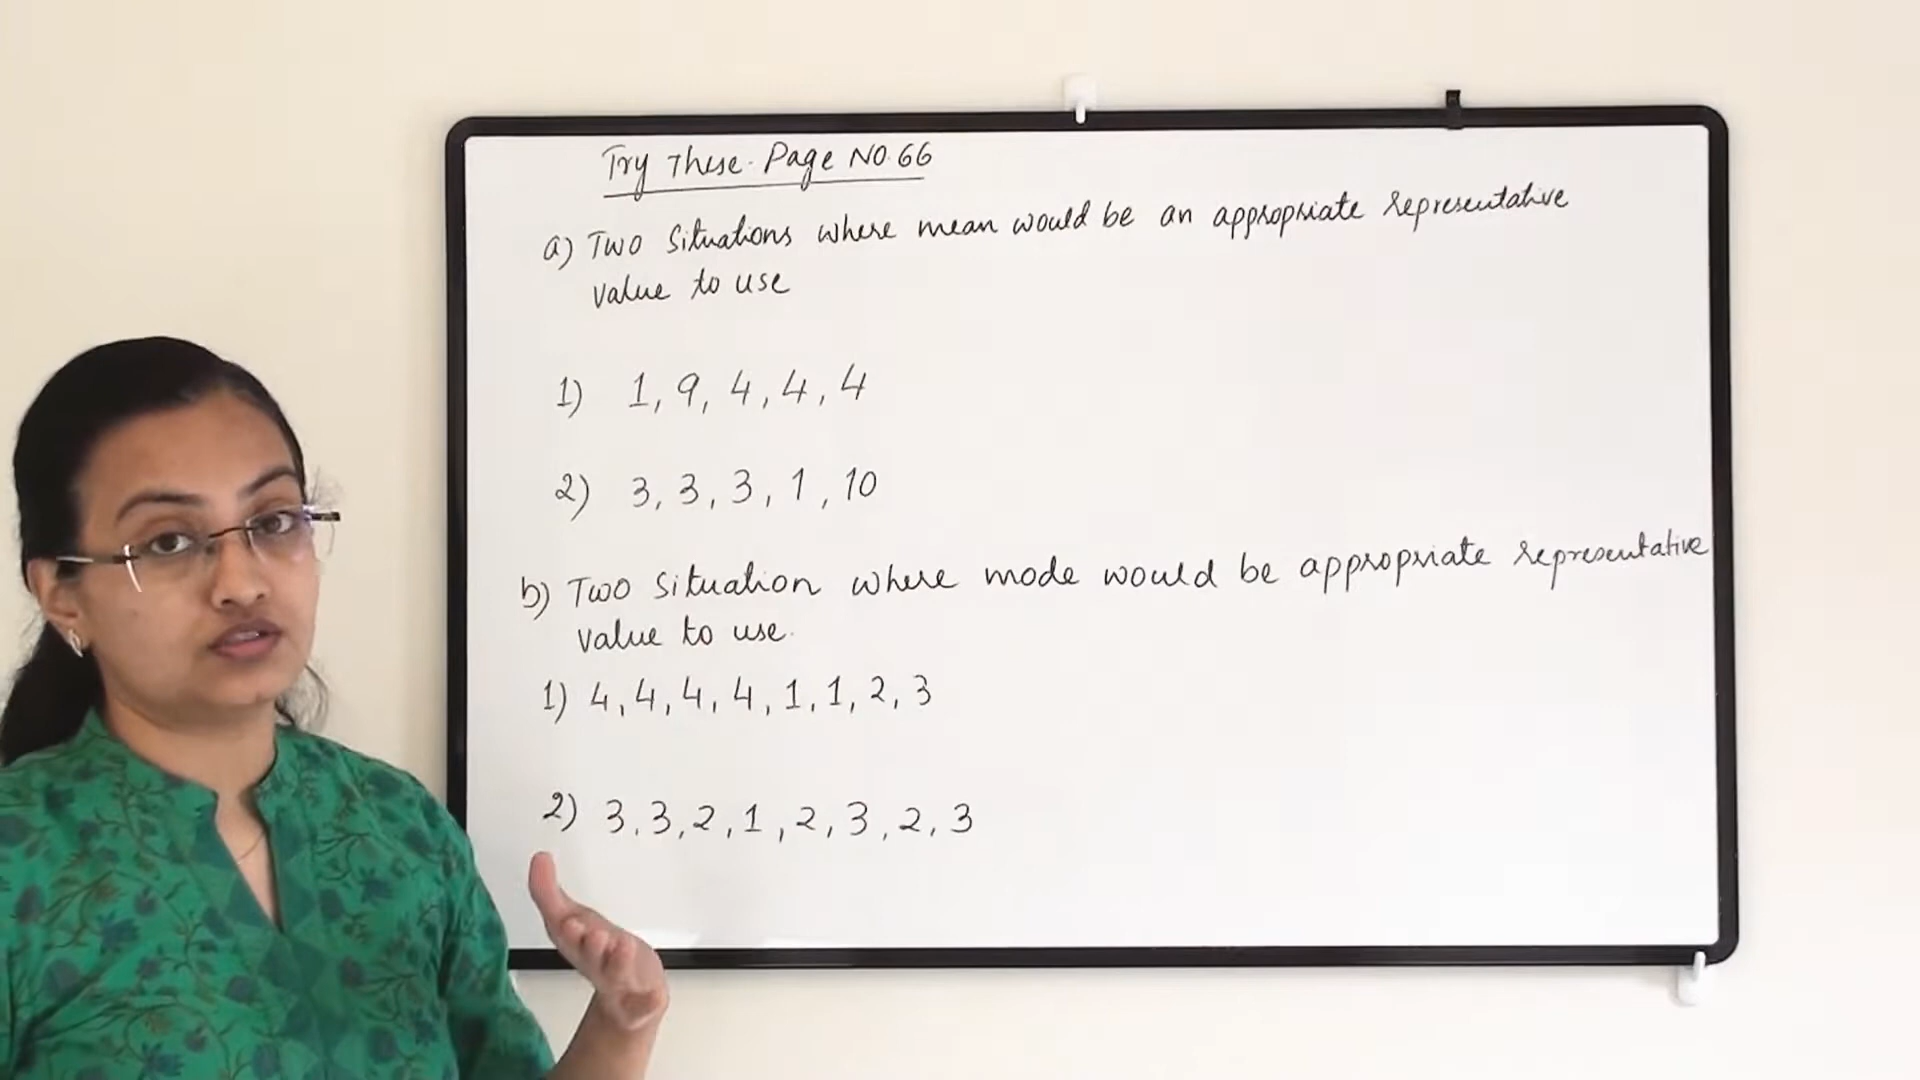 Try These. Page NO.66
a) Two Situations where mean would be an appropriate representative
value to use
1) 1, 9, 4, 4, 4
2) 3, 3, 3, 1, 10
b) Two Situation where mode would be appropriate representative
value to use.
1) 4, 4, 4, 4, 1, 1, 2, 3
2) 3, 3, 2, 1, 2, 3, 2, 3